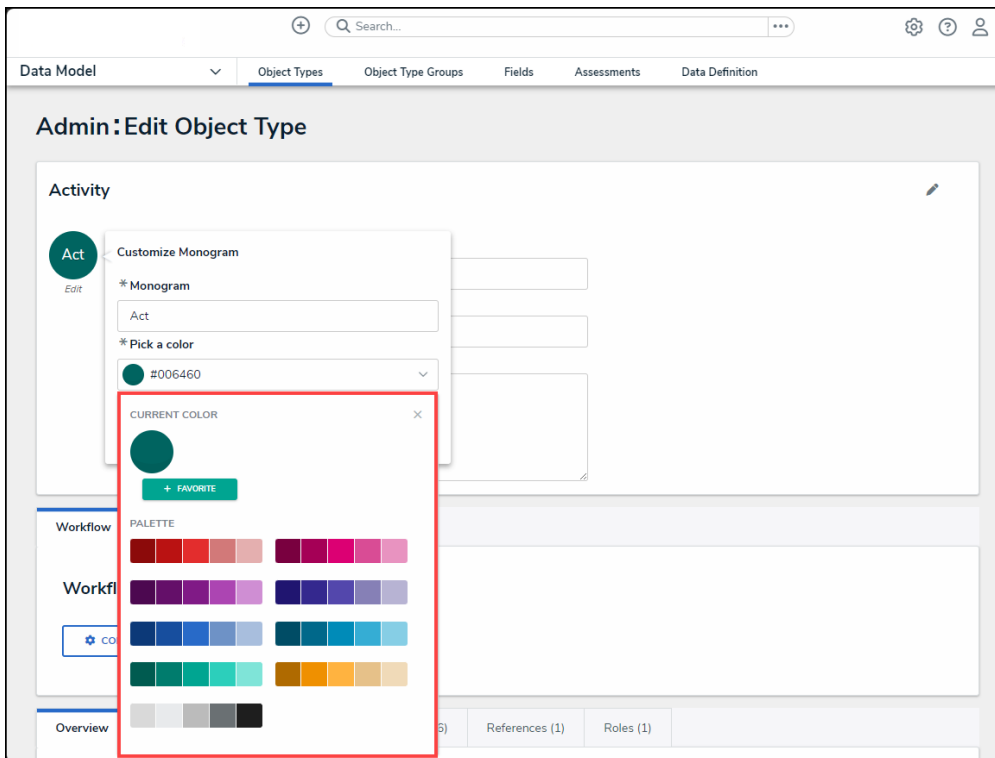 Search...
Data Model
Object Types
Object Type Groups
Fields
Assessments
Data Definition
Admin:Edit Object Type
Activity
Act
Edit
Customize Monogram
*Monogram
Act
*Pick a color
#006460
CURRENT COLOR
+ FAVORITE
PALETTE
Workflow
Overview
References (1)
Roles (1)